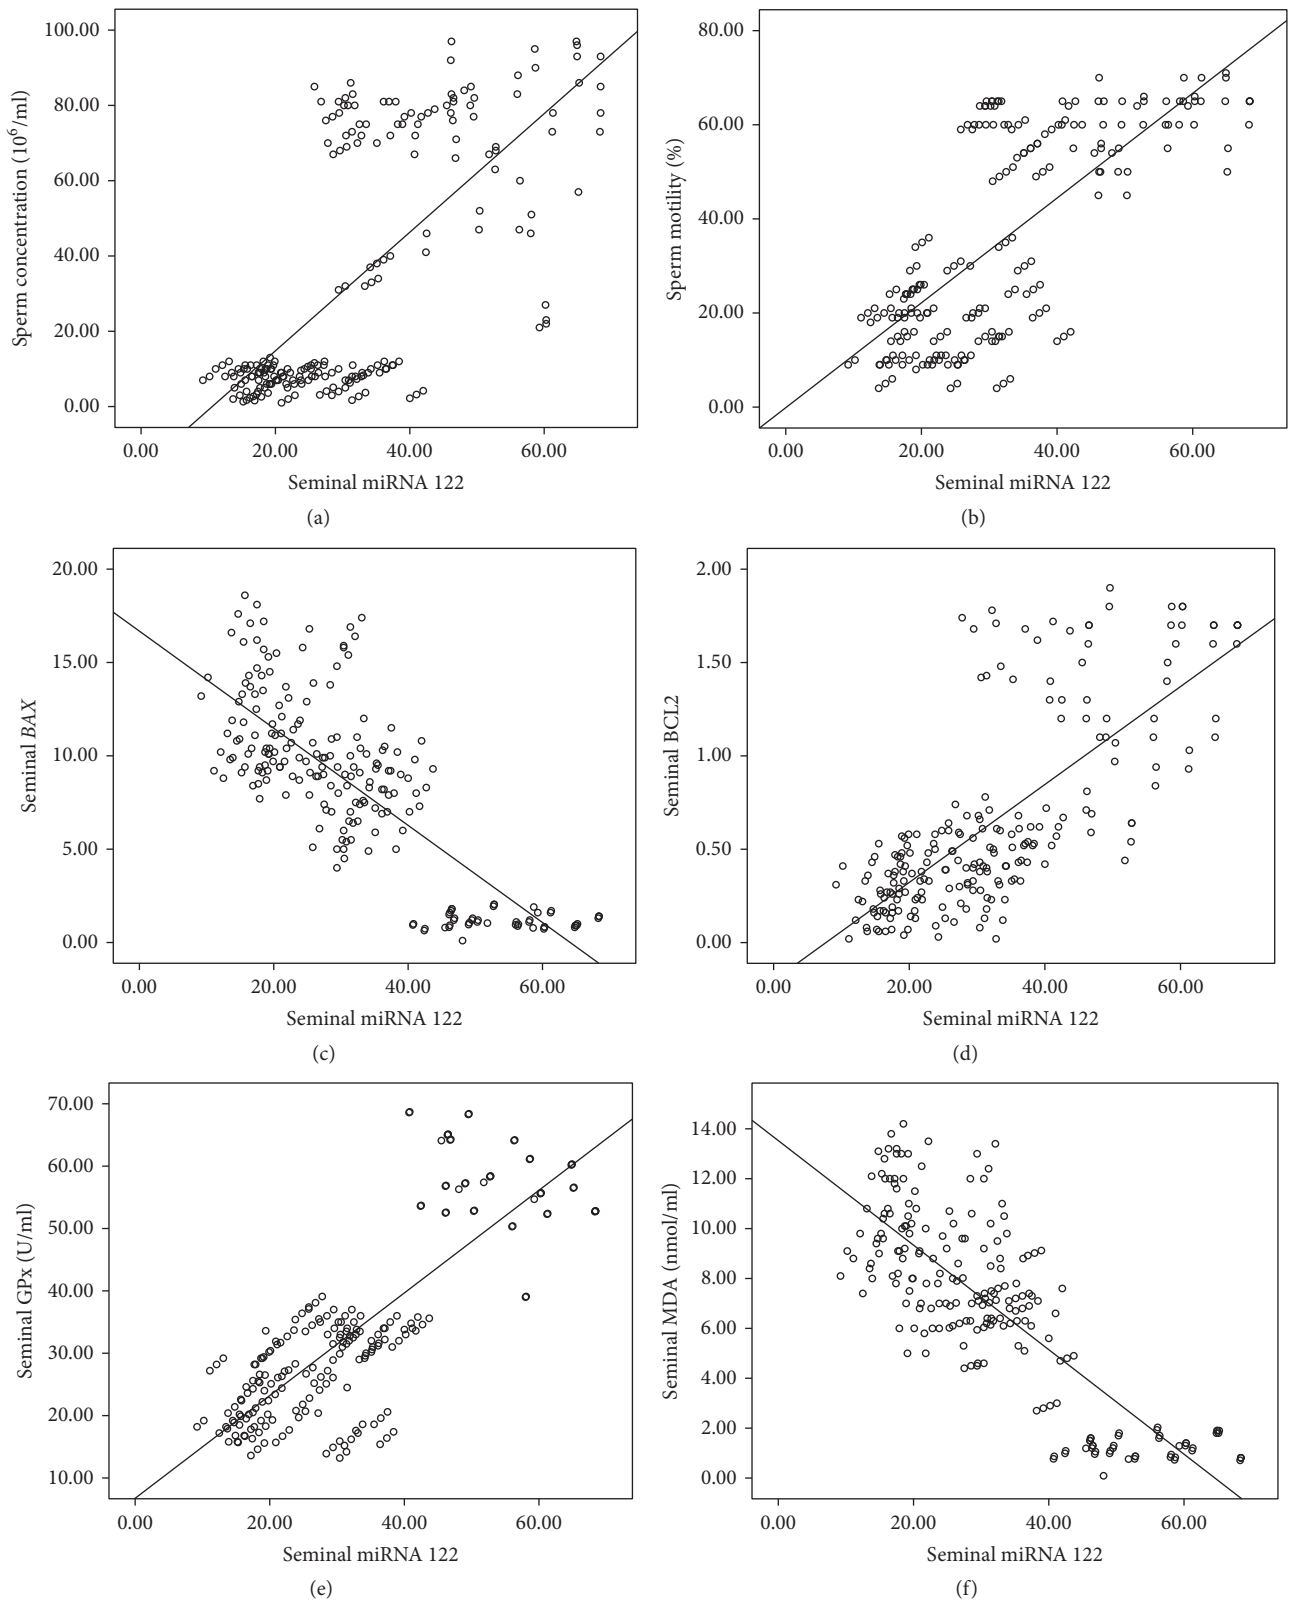 100.00
80.00
60.00
40.00
20.00
0.00
Sperm concentration (10⁶/ml)
0.00 20.00 40.00 60.00
Seminal miRNA 122
(a)
80.00
60.00
40.00
20.00
0.00
Sperm motility (%)
0.00 20.00 40.00 60.00
Seminal miRNA 122
(b)
20.00
15.00
10.00
5.00
0.00
Seminal BAX
0.00 20.00 40.00 60.00
Seminal miRNA 122
(c)
2.00
1.50
1.00
0.50
0.00
Seminal BCL2
0.00 20.00 40.00 60.00
Seminal miRNA 122
(d)
70.00
60.00
50.00
40.00
30.00
20.00
10.00
Seminal GPx (U/ml)
0.00 20.00 40.00 60.00
Seminal miRNA 122
(e)
14.00
12.00
10.00
8.00
6.00
4.00
2.00
0.00
Seminal MDA (nmol/ml)
0.00 20.00 40.00 60.00
Seminal miRNA 122
(f)